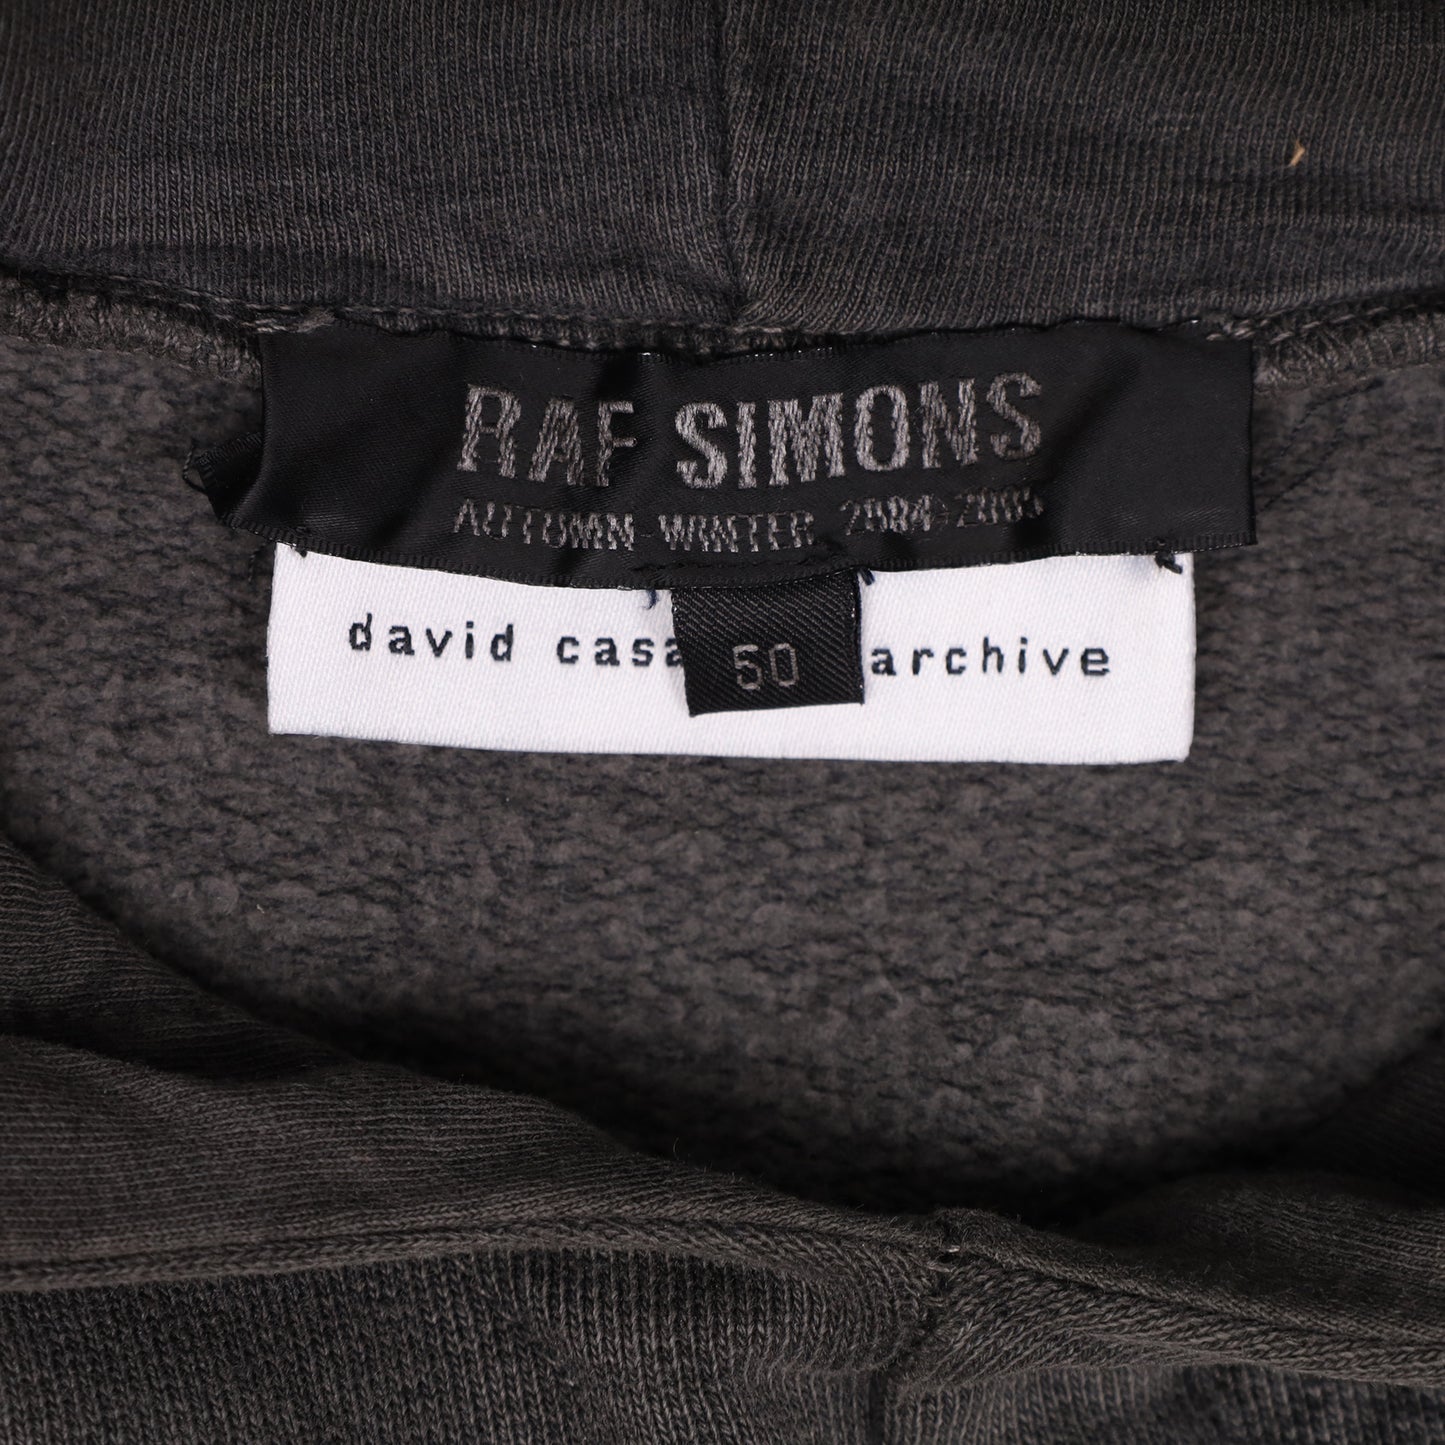 RAF SIMONS
AUTUMN-WINTER 2004-2005
david casa archive
50